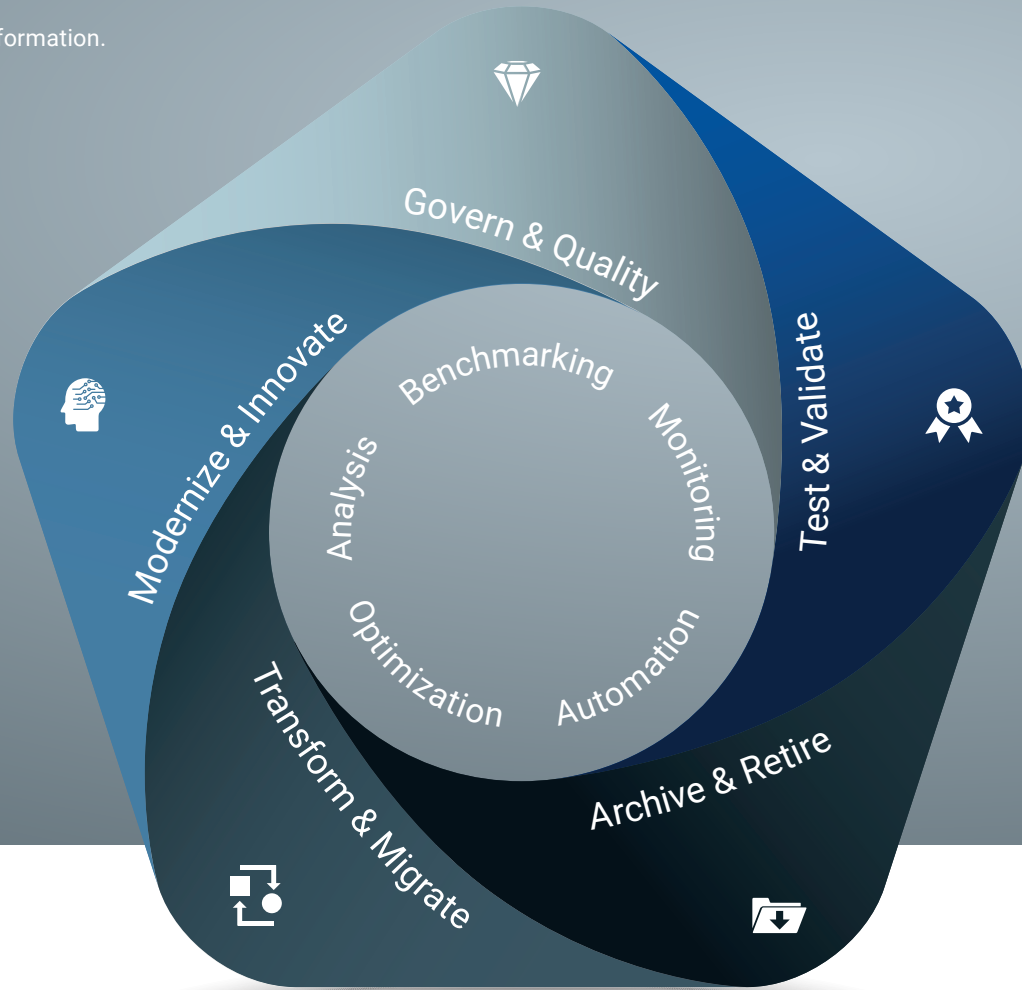 formation.
Govern & Quality
Test & Validate
Archive & Retire
Transform & Migrate
Modernize & Innovate
Benchmarking
Monitoring
Automation
Optimization
Analysis